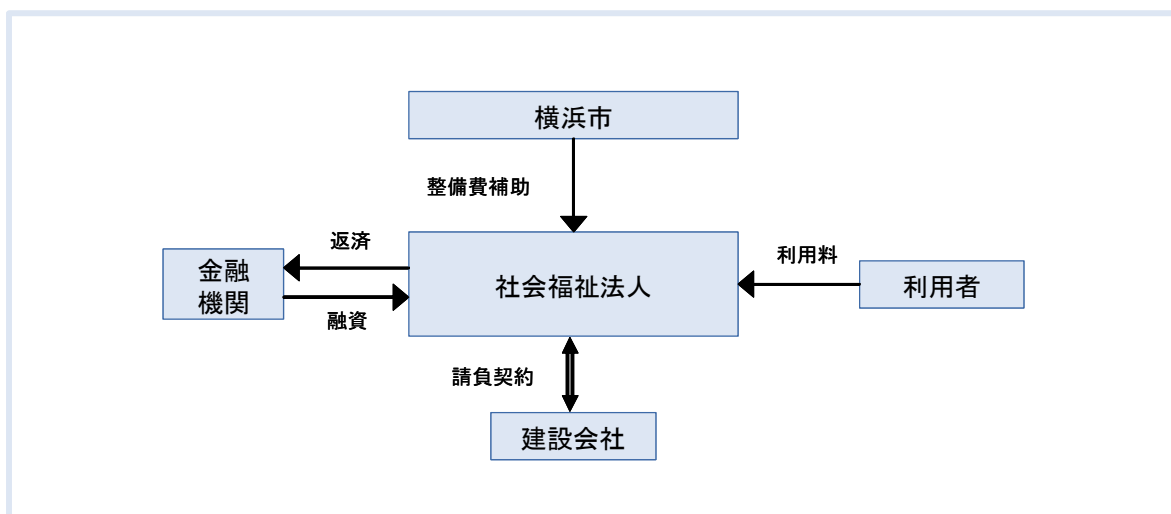 横浜市
整備費補助
返済
利用料
金融
機関
社会福祉法人
利用者
融資
請負契約
建設会社